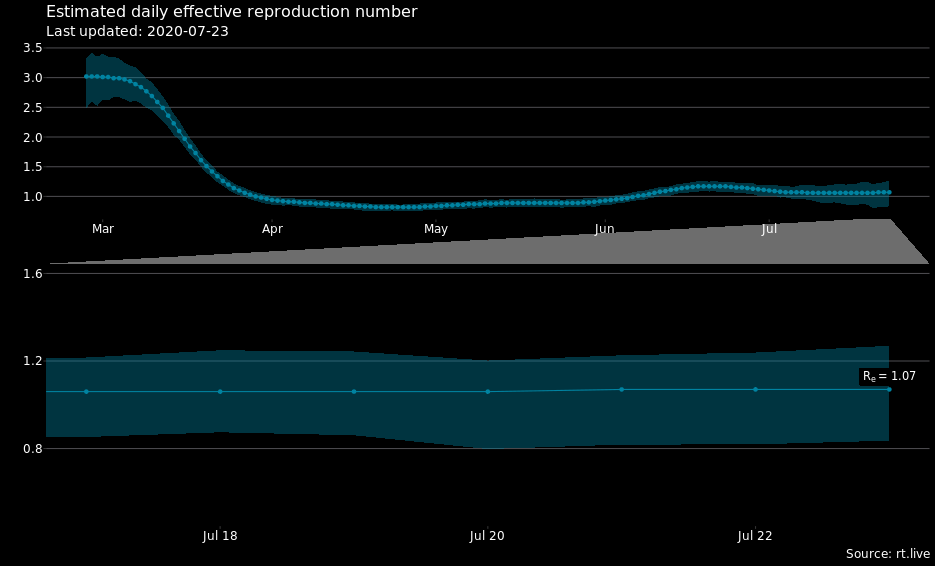 Estimated daily effective reproduction number
Last updated: 2020-07-23
3.5
3.0
2.5
2.0
1.5
1.0
Mar Apr May Jun Jul
1.6
1.2
Re = 1.07
0.8
Jul 18 Jul 20 Jul 22
Source: rt.live